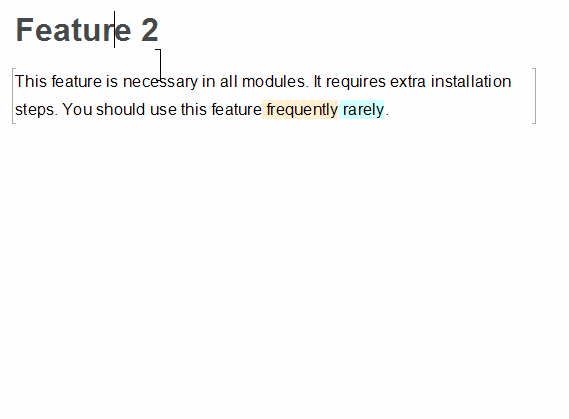 Feature 2
This feature is necessary in all modules. It requires extra installation
steps. You should use this feature frequently rarely.